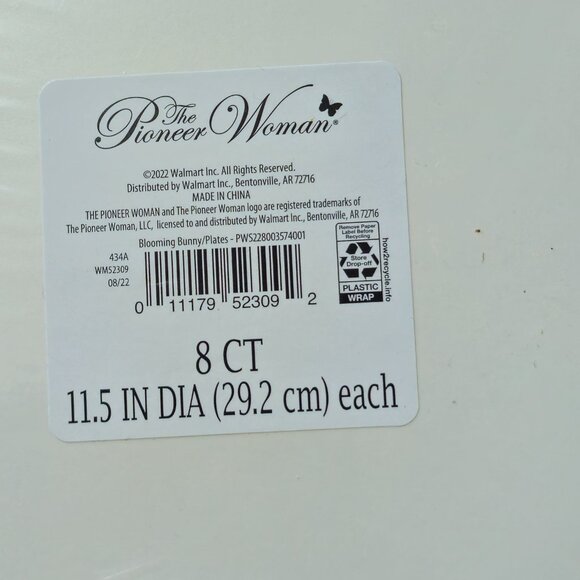 The
Pioneer Woman®
©2022 Walmart Inc. All Rights Reserved.
Distributed by Walmart Inc., Bentonville, AR 72716
MADE IN CHINA
THE PIONEER WOMAN and The Pioneer Woman logo are registered trademarks of
The Pioneer Woman, LLC, licensed to and distributed by Walmart Inc., Bentonville, AR 72716
Blooming Bunny/Plates - PWS228003574001
434A
WM52309
08/22
0 11179 52309 2
Remove Paper
Label Before
Recycling
Store
Drop-off
PLASTIC
WRAP
how2recycle.info
8 CT
11.5 IN DIA (29.2 cm) each